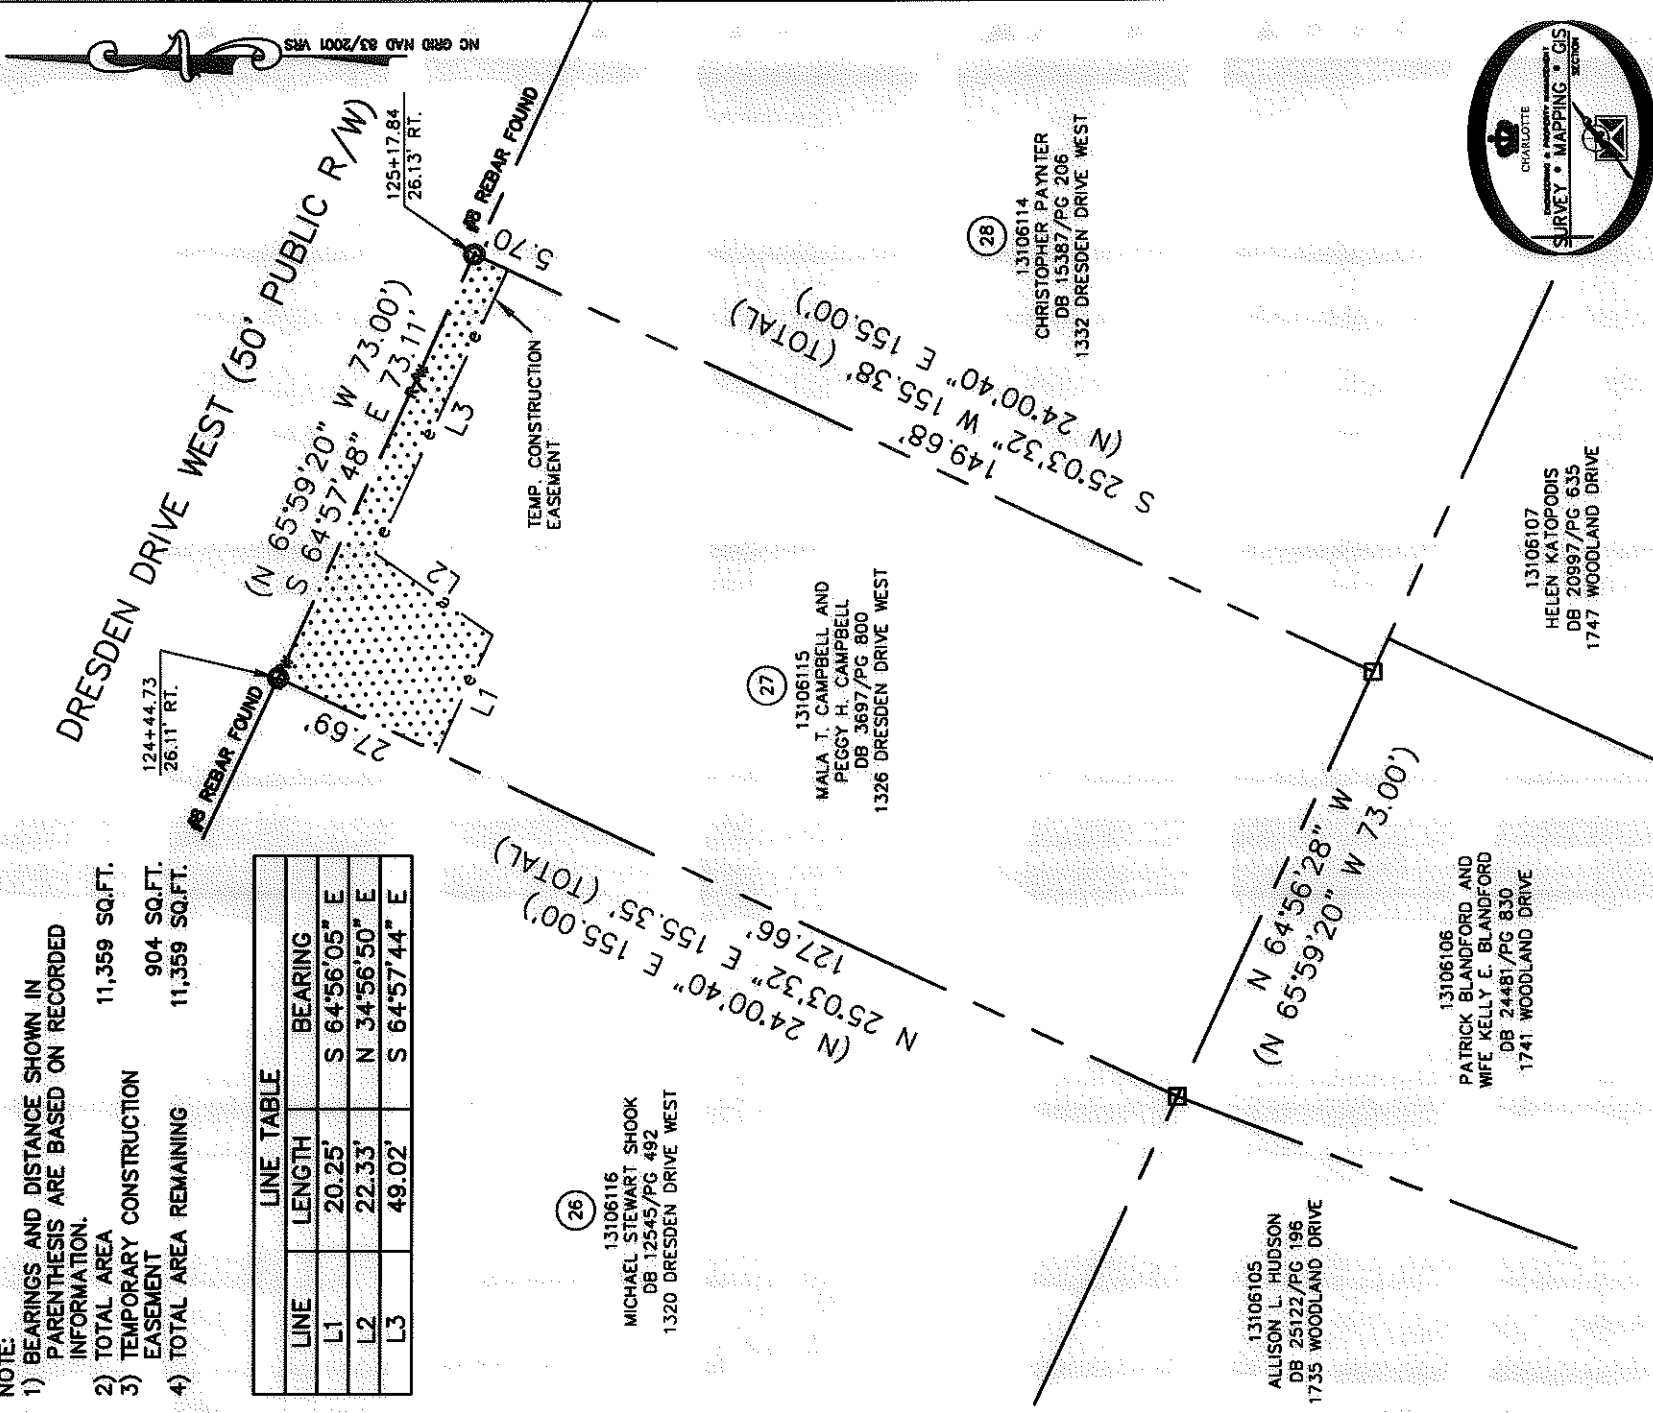 NOTE:
1) BEARINGS AND DISTANCE SHOWN IN
PARENTHESIS ARE BASED ON RECORDED
INFORMATION.
2) TOTAL AREA 11,359 SQ.FT.
3) TEMPORARY CONSTRUCTION
EASEMENT 904 SQ.FT.
4) TOTAL AREA REMAINING 11,359 SQ.FT.
LINE TABLE
LINE LENGTH BEARING
L1 20.25' S 64°56'05" E
L2 22.33' N 34°56'50" E
L3 49.02' S 64°57'44" E
NC GRID NAD 83/2001 VRS
DRESDEN DRIVE WEST (50' PUBLIC R/W)
124+44.73
26.11' RT.
125+17.84
26.13' RT.
#8 REBAR FOUND
#8 REBAR FOUND
(N 65°59'20" W 73.00')
S 64°57'48" E 73.11'
R/W
27.69'
5.70'
e
e
e
e
e
L1
L2
L3
TEMP. CONSTRUCTION
EASEMENT
26
13106116
MICHAEL STEWART SHOOK
DB 12545/PG 492
1320 DRESDEN DRIVE WEST
(N 24°00'40" E 155.00')
N 25°03'32" E 155.35' (TOTAL)
127.66'
27
13106115
MALA T. CAMPBELL AND
PEGGY H. CAMPBELL
DB 3697/PG 800
1326 DRESDEN DRIVE WEST
149.68'
S 25°03'32" W 155.38' (TOTAL)
(N 24°00'40" E 155.00')
28
13106114
CHRISTOPHER PAYNTER
DB 15387/PG 206
1332 DRESDEN DRIVE WEST
N 64°56'28" W
(N 65°59'20" W 73.00')
13106105
ALLISON L. HUDSON
DB 25122/PG 196
1735 WOODLAND DRIVE
13106106
PATRICK BLANDFORD AND
WIFE KELLY E. BLANDFORD
DB 24481/PG 830
1741 WOODLAND DRIVE
13106107
HELEN KATOPODIS
DB 20997/PG 635
1747 WOODLAND DRIVE
CHARLOTTE
ENGINEERING & PROPERTY MANAGEMENT
SURVEY * MAPPING * GIS
SECTION